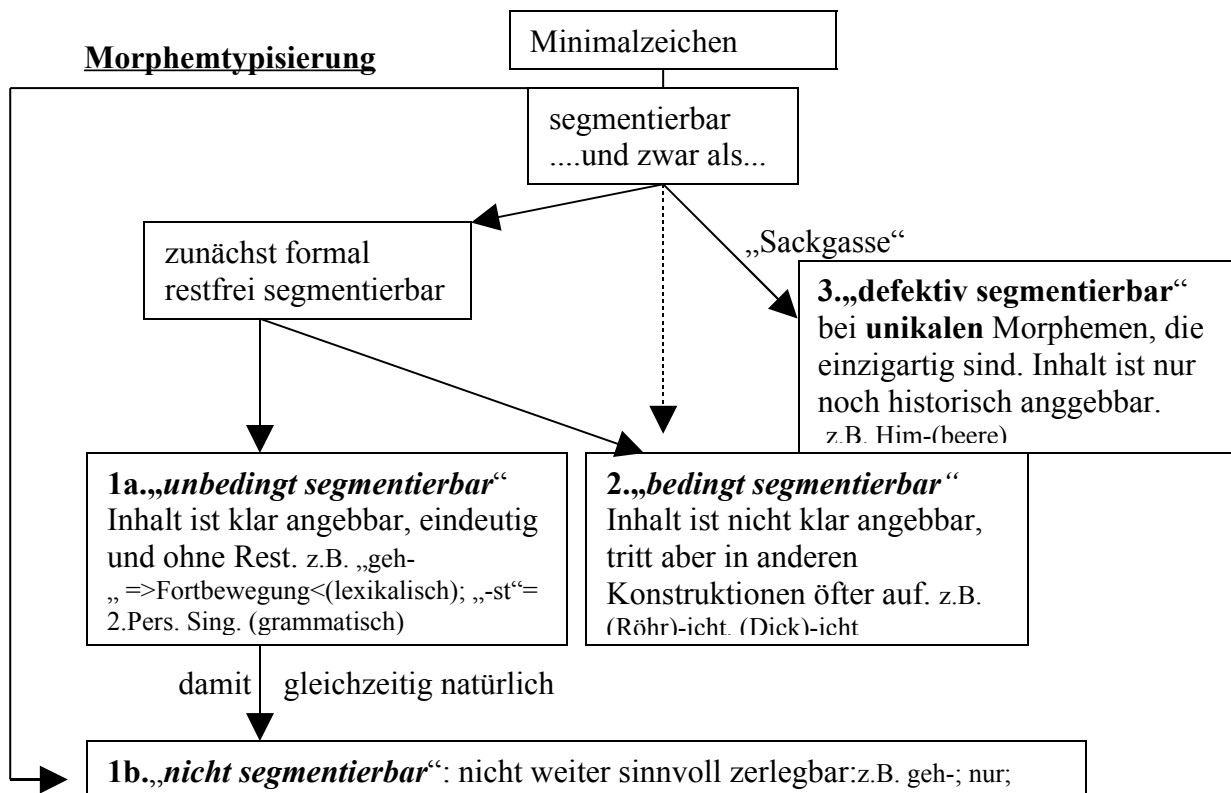 Minimalzeichen
Morphemtypisierung
segmentierbar
....und zwar als...
zunächst formal
restfrei segmentierbar
„Sackgasse“
3.„defektiv segmentierbar“
bei unikalen Morphemen, die
einzigartig sind. Inhalt ist nur
noch historisch anggebbar.
z.B. Him-(beere)
1a.„unbedingt segmentierbar“
Inhalt ist klar angebbar, eindeutig
und ohne Rest. z.B. „geh-
„ =>Fortbewegung<(lexikalisch); „-st“=
2.Pers. Sing. (grammatisch)
2.„bedingt segmentierbar“
Inhalt ist nicht klar angebbar,
tritt aber in anderen
Konstruktionen öfter auf. z.B.
(Röhr)-icht, (Dick)-icht
damit gleichzeitig natürlich
1b.„nicht segmentierbar“: nicht weiter sinnvoll zerlegbar:z.B. geh-; nur;